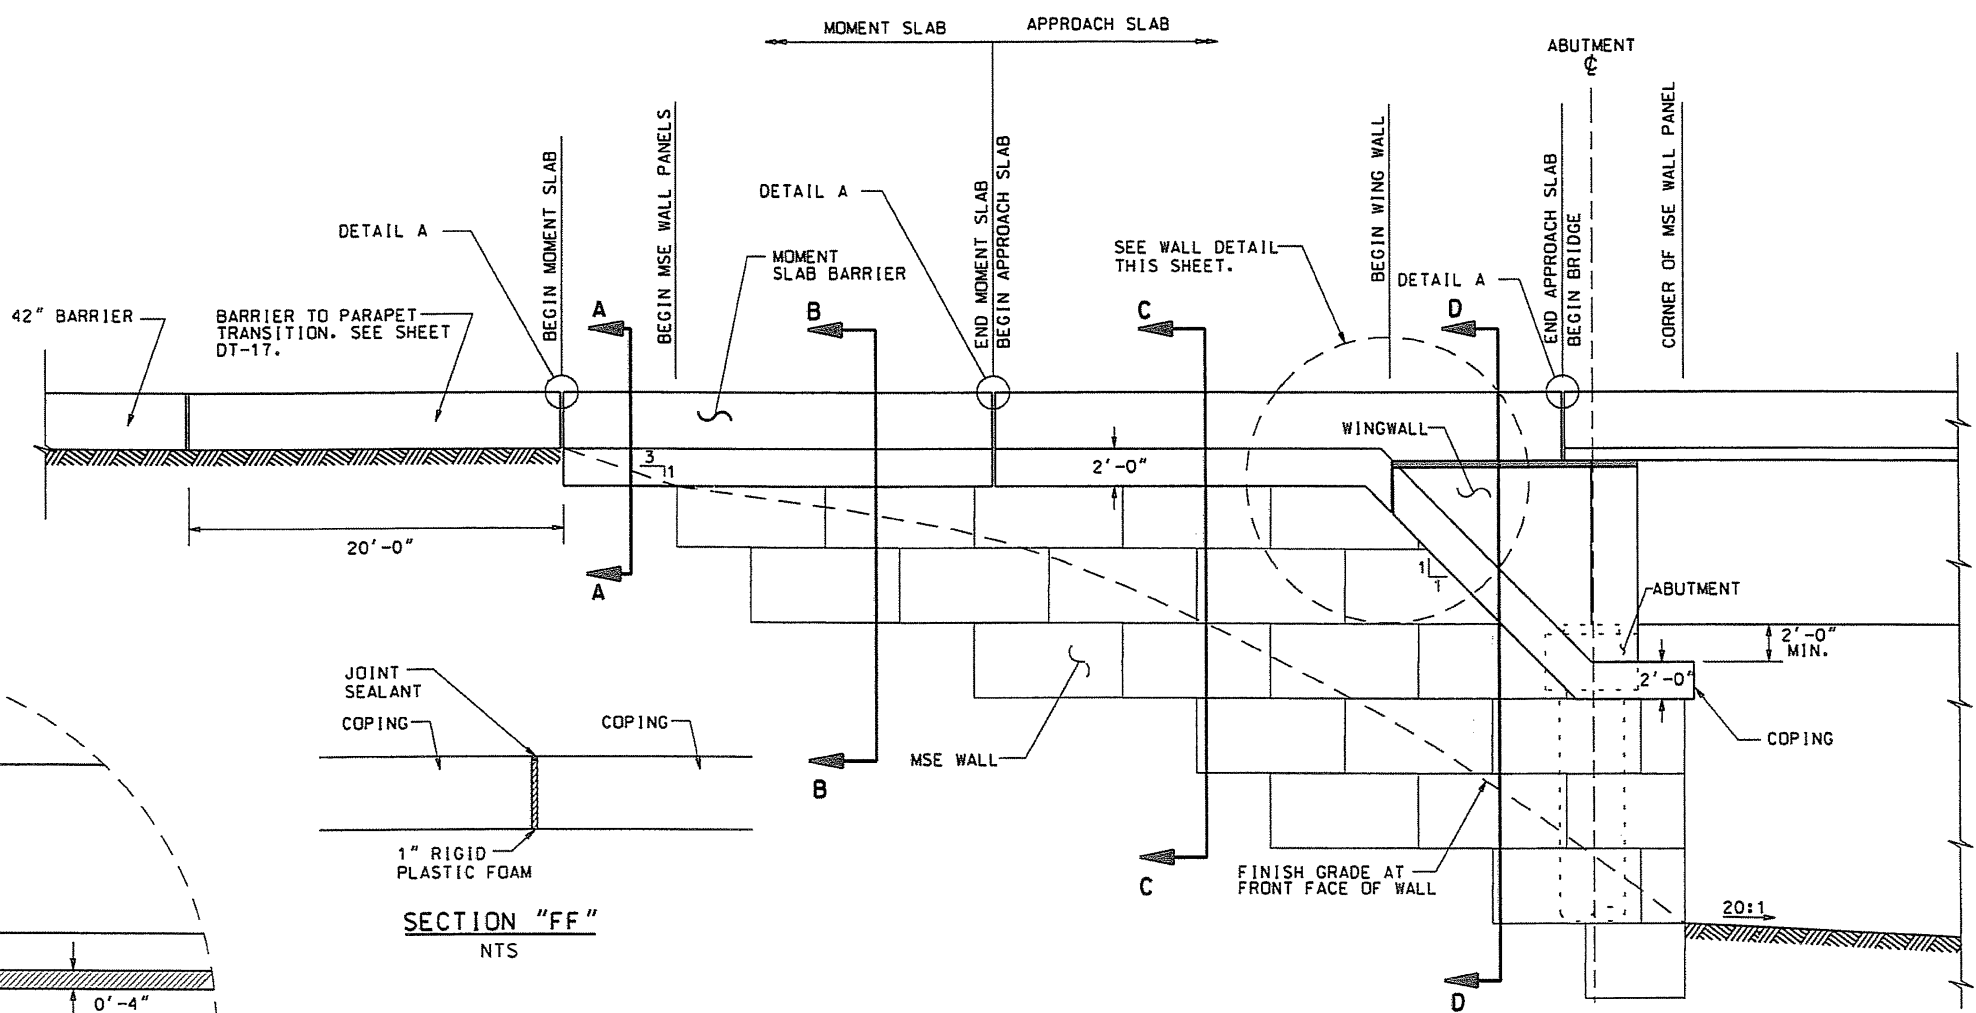 MOMENT SLAB
APPROACH SLAB
ABUTMENT
℄
BEGIN MOMENT SLAB
BEGIN MSE WALL PANELS
END MOMENT SLAB
BEGIN APPROACH SLAB
BEGIN WING WALL
END APPROACH SLAB
BEGIN BRIDGE
CORNER OF MSE WALL PANEL
DETAIL A
DETAIL A
DETAIL A
SEE WALL DETAIL
THIS SHEET.
MOMENT
SLAB BARRIER
42" BARRIER
BARRIER TO PARAPET
TRANSITION. SEE SHEET
DT-17.
A
B
C
D
WINGWALL
3
1
2'-0"
20'-0"
1
1
A
ABUTMENT
2'-0"
MIN.
2'-0"
COPING
JOINT
SEALANT
COPING
COPING
MSE WALL
B
1" RIGID
PLASTIC FOAM
C
FINISH GRADE AT
FRONT FACE OF WALL
20:1
SECTION "FF"
NTS
D
0'-4"